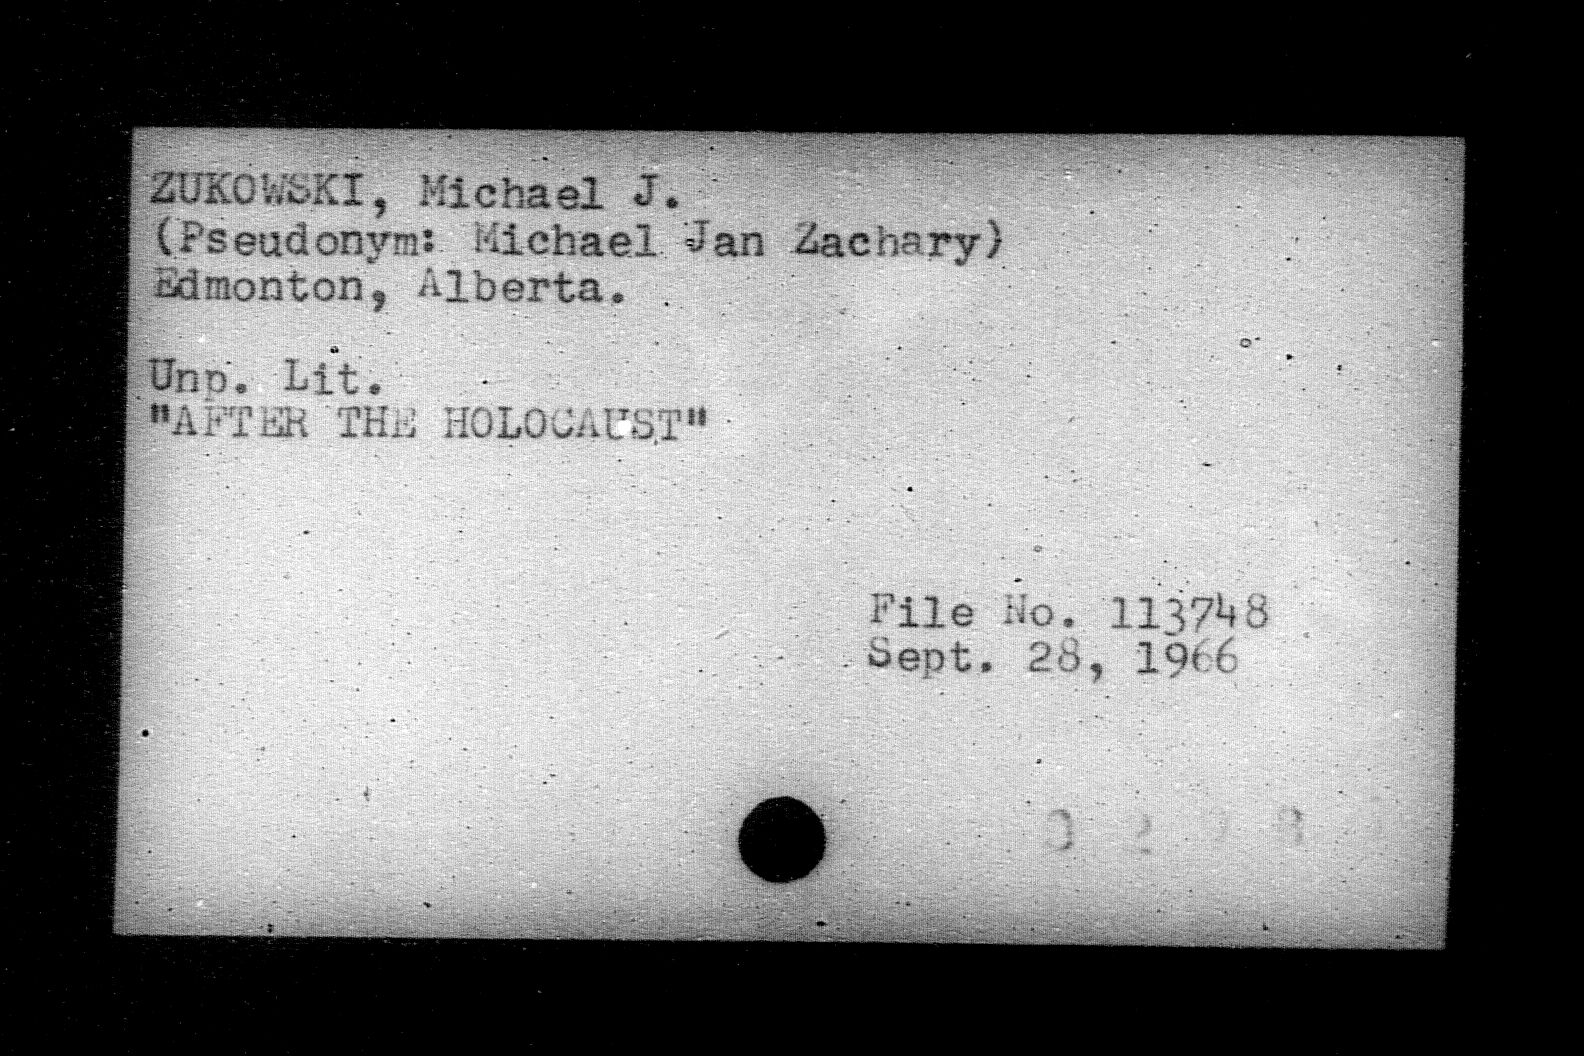 ZUKOWSKI, Michael J.
(Pseudonym: Michael Jan Zachary)
Edmonton, Alberta.
Unp. Lit.
"AFTER THE HOLOCAUST"
File No. 113748
Sept. 28, 1966